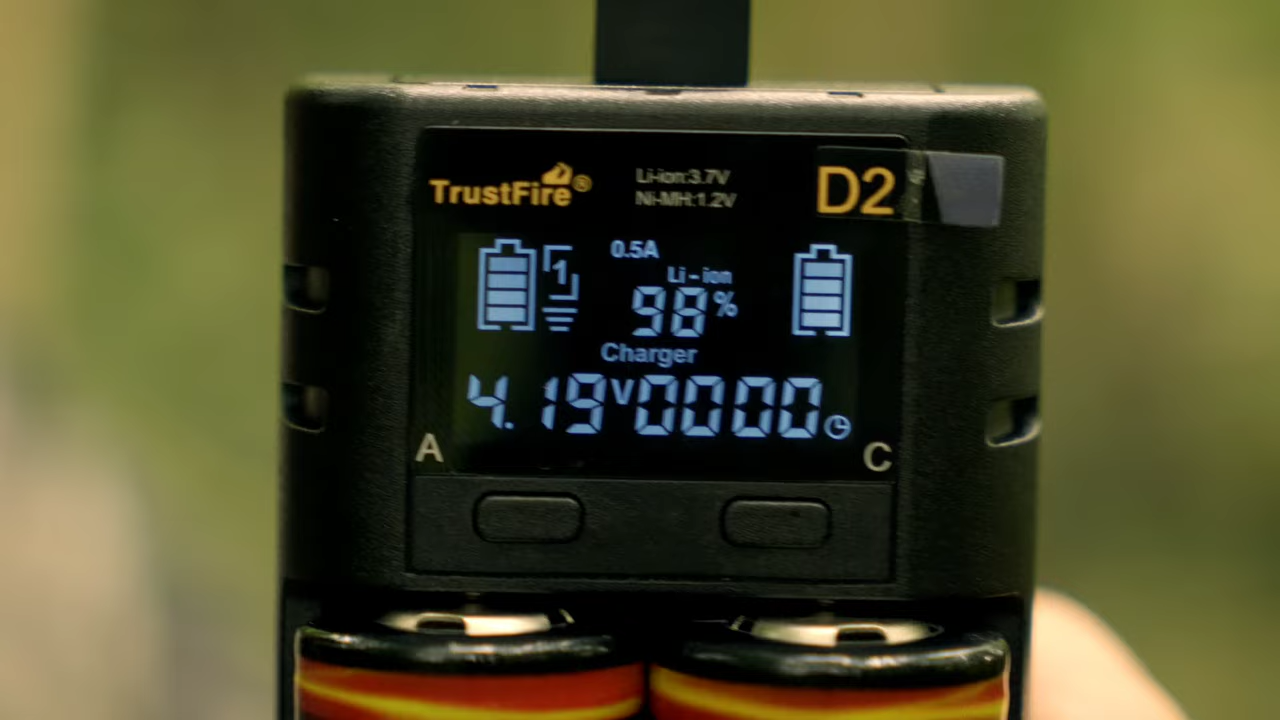 TrustFire®
Li-ion:3.7V
Ni-MH:1.2V
D2
0.5A
Li-ion
1
98%
Charger
4.19V0000
A
C